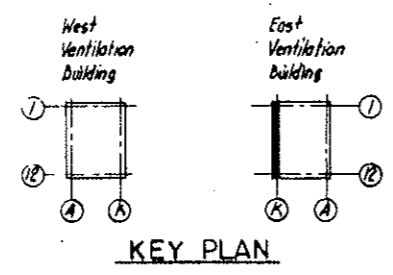 West
Ventilation
Building
East
Ventilation
Building
1
1
12
12
A
K
K
A
KEY PLAN